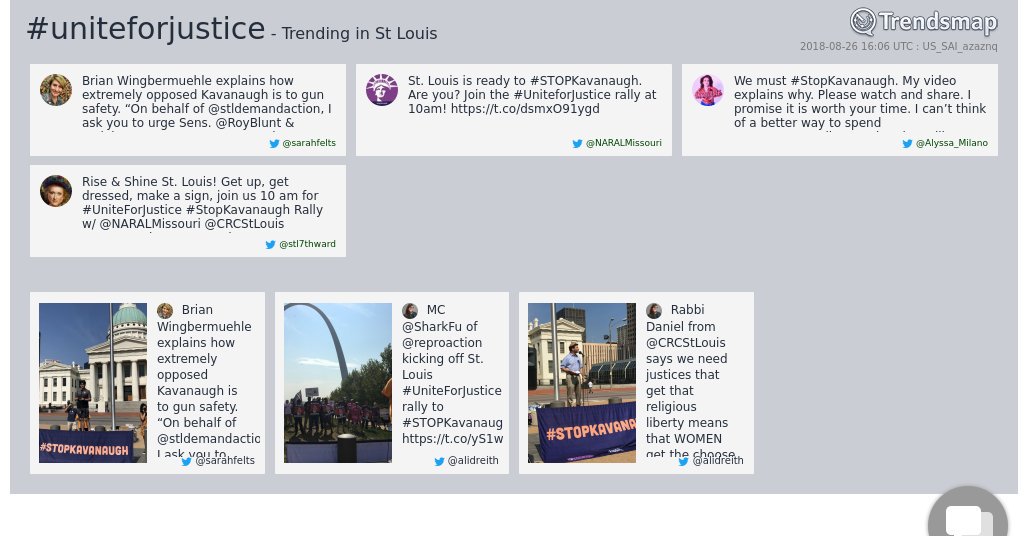 #uniteforjustice - Trending in St Louis
Trendsmap
2018-08-26 16:06 UTC : US_SAI_azaznq
Brian Wingbermuehle explains how
extremely opposed Kavanaugh is to gun
safety. “On behalf of @stldemandaction, I
ask you to urge Sens. @RoyBlunt &
@sarahfelts
St. Louis is ready to #STOPKavanaugh.
Are you? Join the #UniteforJustice rally at
10am! https://t.co/dsmxO91ygd
@NARALMissouri
We must #StopKavanaugh. My video
explains why. Please watch and share. I
promise it is worth your time. I can’t think
of a better way to spend
@Alyssa_Milano
Rise & Shine St. Louis! Get up, get
dressed, make a sign, join us 10 am for
#UniteForJustice #StopKavanaugh Rally
w/ @NARALMissouri @CRCStLouis
@stl7thward
#STOPKAVANAUGH
Brian
Wingbermuehle
explains how
extremely
opposed
Kavanaugh is
to gun safety.
“On behalf of
@stldemandactio
I ask you to
@sarahfelts
MC
@SharkFu of
@reproaction
kicking off St.
Louis
#UniteForJustice
rally to
#STOPKavanaug
https://t.co/yS1w
@alidreith
#STOPKAVANA
Rabbi
Daniel from
@CRCStLouis
says we need
justices that
get that
religious
liberty means
that WOMEN
get the choose
@alidreith